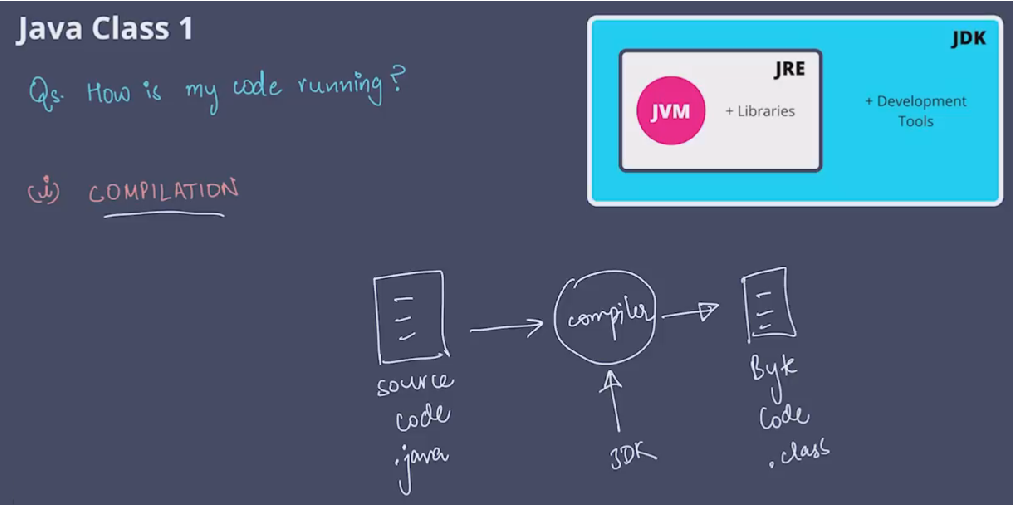 Java Class 1
JDK
JRE
JVM
+ Libraries
+ Development
Tools
Qs. How is my code running?
(i) COMPILATION
source
code
.java
compiler
JDK
Byte
code
.class